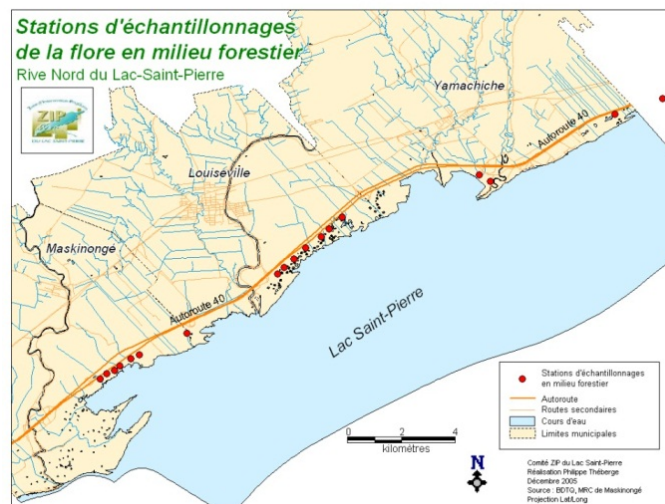 Stations d'échantillonnages
de la flore en milieu forestier
Rive Nord du Lac-Saint-Pierre
ZIP
Yamachiche
Autoroute 40
Louiseville
Maskinongé
Autoroute 40
Lac Saint-Pierre
Stations d'échantillonnages
en milieu forestier
Autoroute
Routes secondaires
Cours d'eau
Limites municipales
0 2 4
kilomètres
N
Comité ZIP du Lac Saint-Pierre
Réalisation Philippe Théberge
Décembre 2005
Source : BDTQ, MRC de Maskinongé
Projection Lat/Long